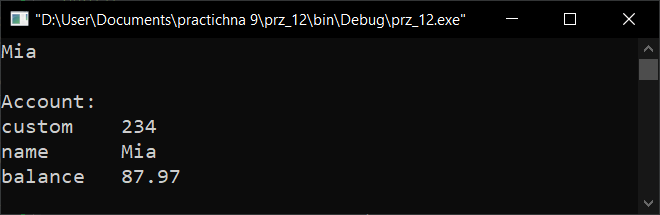 "D:\User\Documents\practichna 9\prz_12\bin\Debug\prz_12.exe"
Mia
Account:
custom    234
name      Mia
balance   87.97